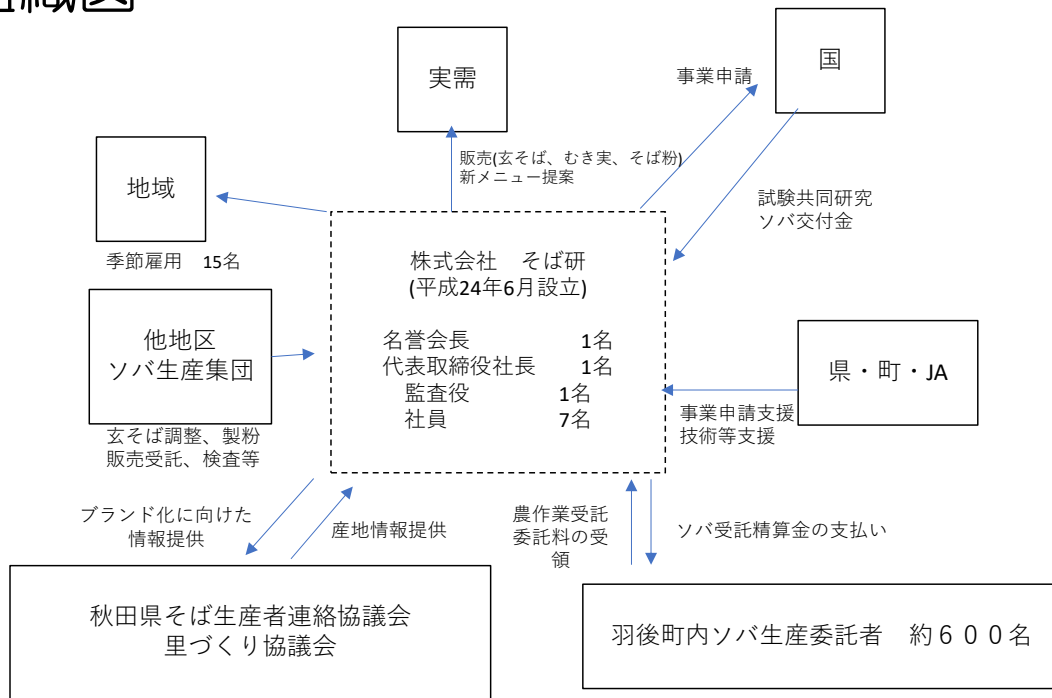 組織図
国
実需
事業申請
販売(玄そば、むき実、そば粉)
新メニュー提案
地域
試験共同研究
ソバ交付金
季節雇用　15名
株式会社　そば研
(平成24年6月設立)
名誉会長　1名
代表取締役社長　1名
監査役　1名
社員　7名
他地区
ソバ生産集団
県・町・JA
玄そば調整、製粉
販売受託、検査等
事業申請支援
技術等支援
ブランド化に向けた
情報提供
産地情報提供
農作業受託
委託料の受
領
ソバ受託精算金の支払い
秋田県そば生産者連絡協議会
里づくり協議会
羽後町内ソバ生産委託者　約６００名